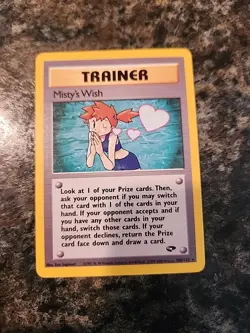 TRAINER
Misty's Wish
Look at 1 of your Prize cards. Then,
ask your opponent if you may switch
that card with 1 of the cards in your
hand. If your opponent accepts and if
you have any other cards in your
hand, switch those cards. If your
opponent declines, return the Prize
card face down and draw a card.